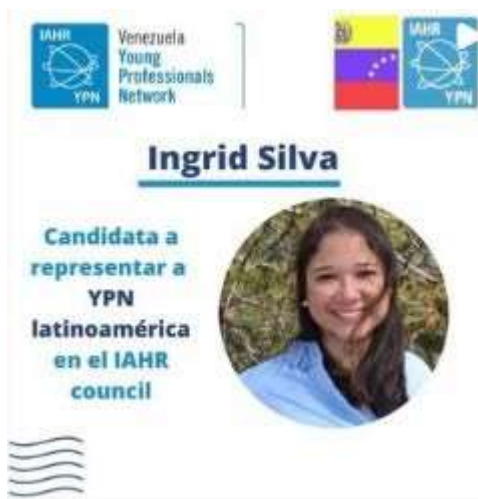 IAHR
YPN
Venezuela
Young
Professionals
Network
IAHR
YPN
Ingrid Silva
Candidata a
representar a
YPN
latinoamérica
en el IAHR
council